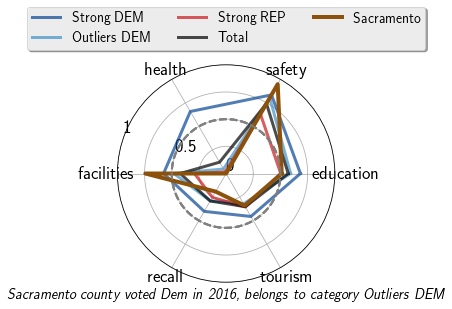 Strong DEM Strong REP Sacramento
Outliers DEM Total
health safety
1
0.5
0
facilities education
recall tourism
Sacramento county voted Dem in 2016, belongs to category Outliers DEM